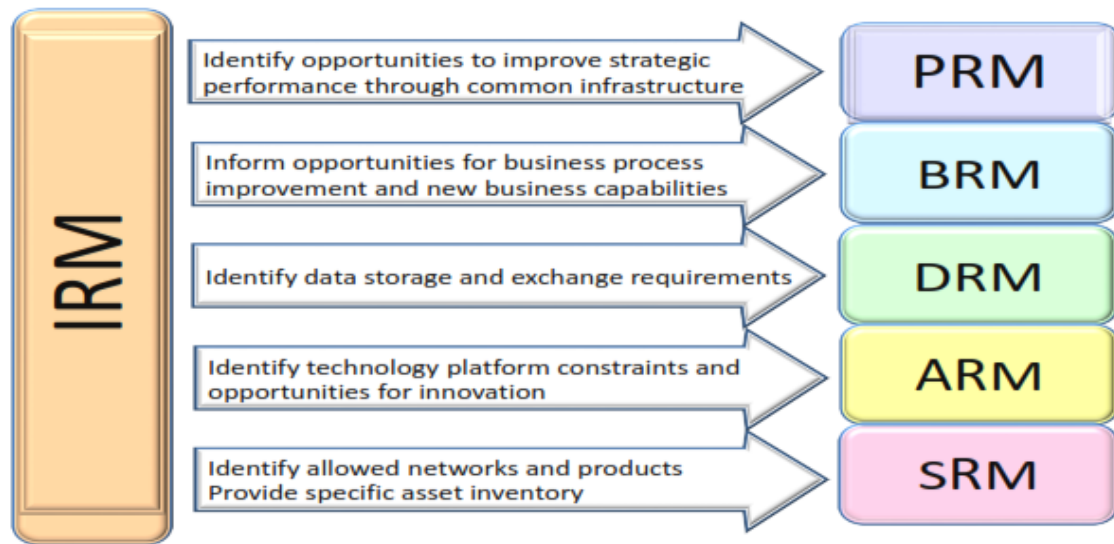 IRM
Identify opportunities to improve strategic
performance through common infrastructure
PRM
Inform opportunities for business process
improvement and new business capabilities
BRM
Identify data storage and exchange requirements
DRM
Identify technology platform constraints and
opportunities for innovation
ARM
Identify allowed networks and products
Provide specific asset inventory
SRM